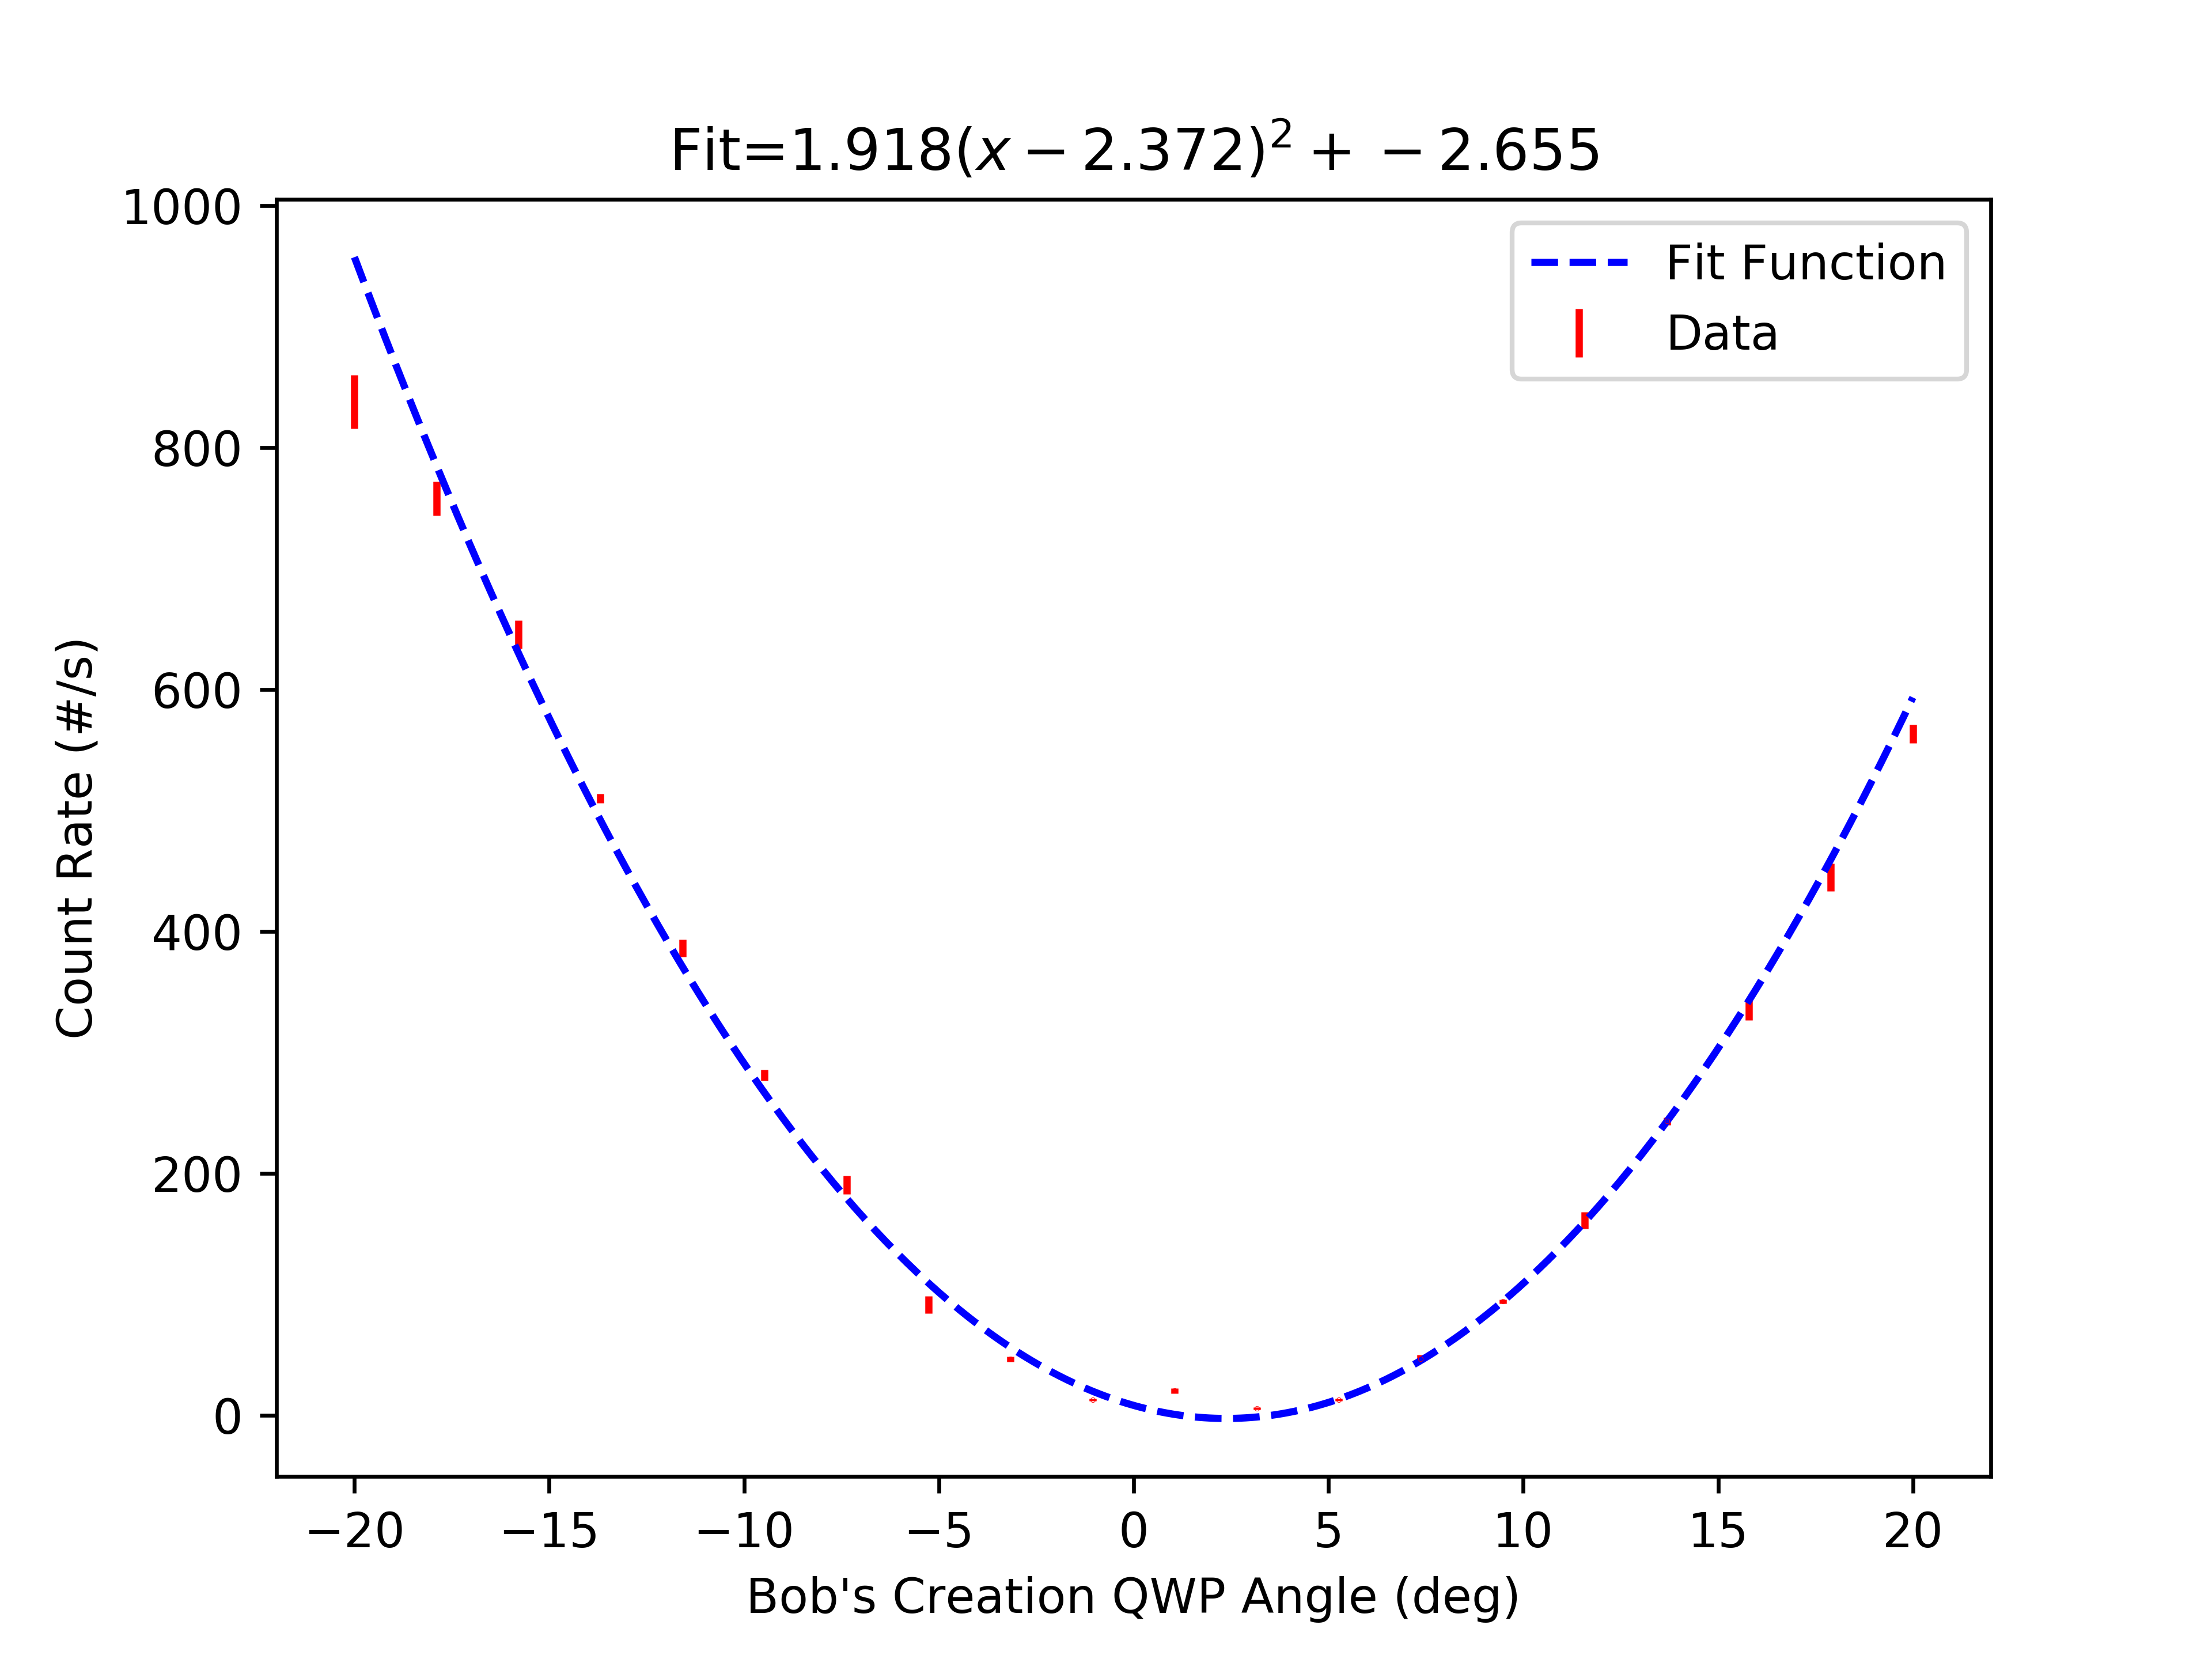 Fit=1.918(x − 2.372)² + − 2.655
1000
800
600
400
200
0
Count Rate (#/s)
Fit Function
Data
−20 −15 −10 −5 0 5 10 15 20
Bob's Creation QWP Angle (deg)